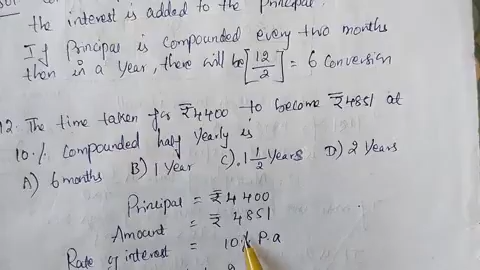 the interest is added to the Principal.
If Principal is compounded every two months
then in a Year, there will be [12/2] = 6 Conversion
12. The time taken for ₹4400 to become ₹4851 at
10% Compounded half yearly is
A) 6 months B) 1 Year C) 1 1/2 Years D) 2 Years
Principal = ₹4400
Amount = ₹4851
Rate of interest = 10% P.a